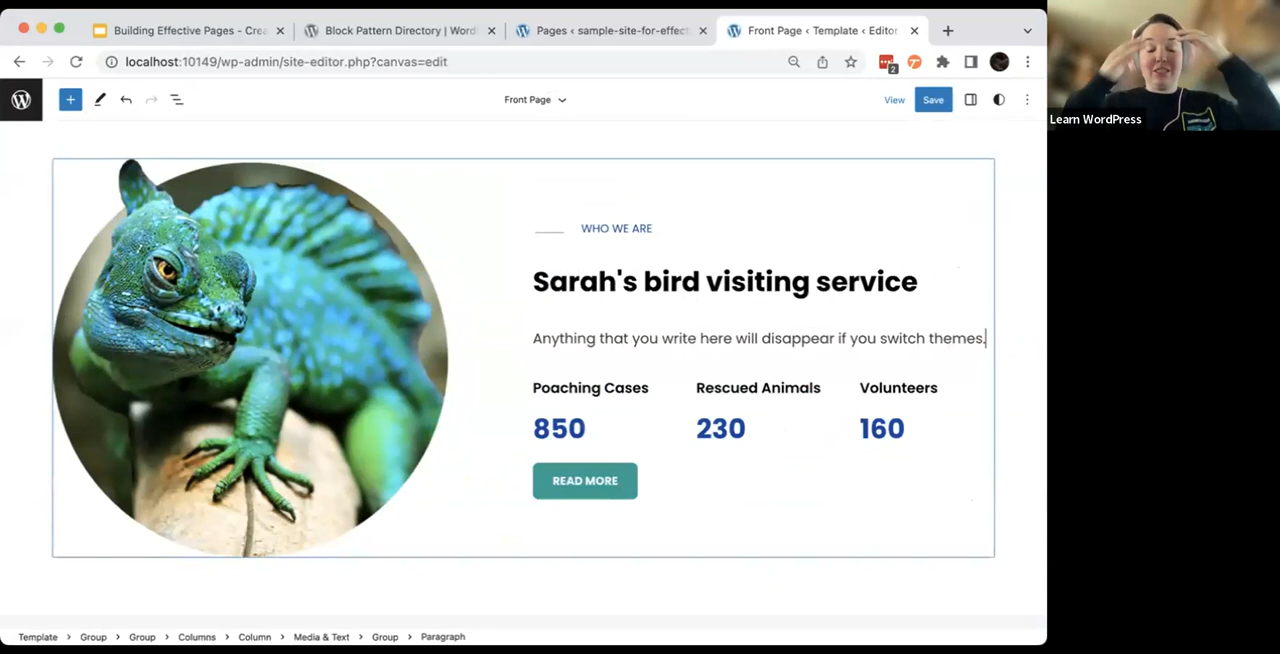 Building Effective Pages - Crea
Block Pattern Directory | Word
Pages ‹ sample-site-for-effect
Front Page ‹ Template ‹ Editor
localhost:10149/wp-admin/site-editor.php?canvas=edit
2
Front Page
View
Save
Learn WordPress
WHO WE ARE
Sarah's bird visiting service
Anything that you write here will disappear if you switch themes.
Poaching Cases Rescued Animals Volunteers
850 230 160
READ MORE
Template › Group › Group › Columns › Column › Media & Text › Group › Paragraph